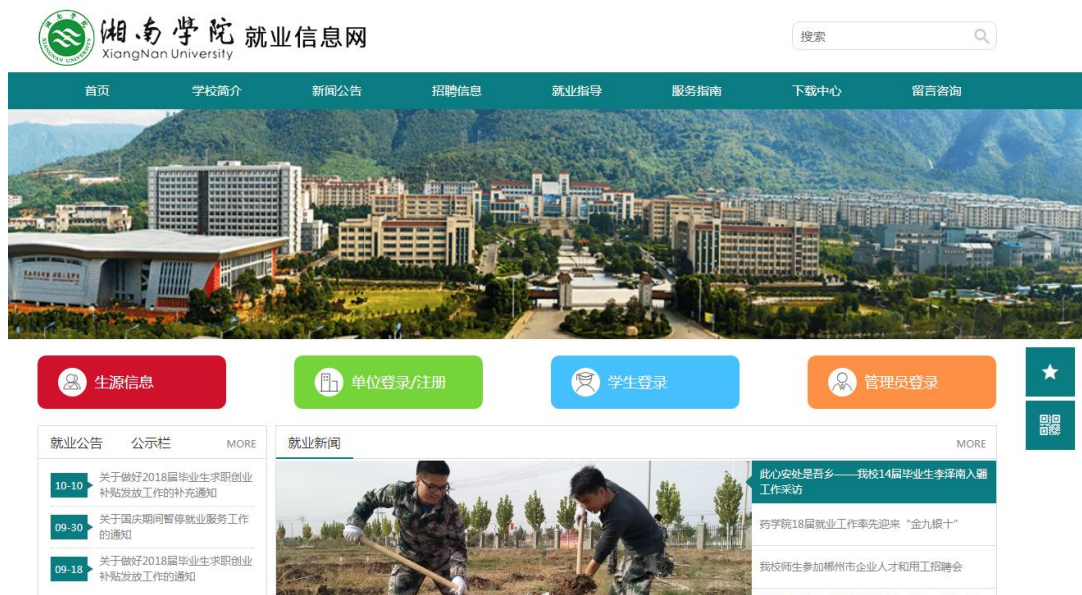 湘南学院 就业信息网
XiangNan University
搜索
首页 学校简介 新闻公告 招聘信息 就业指导 服务指南 下载中心 留言咨询
生源信息 单位登录/注册 学生登录 管理员登录
就业公告 公示栏 MORE
10-10
关于做好2018届毕业生求职创业
补贴发放工作的补充通知
09-30
关于国庆期间暂停就业服务工作
的通知
09-18
关于做好2018届毕业生求职创业
补贴发放工作的通知
就业新闻 MORE
此心安处是吾乡——我校14届毕业生李泽南入疆
工作采访
药学院18届就业工作率先迎来“金九银十”
我校师生参加郴州市企业人才和用工招聘会